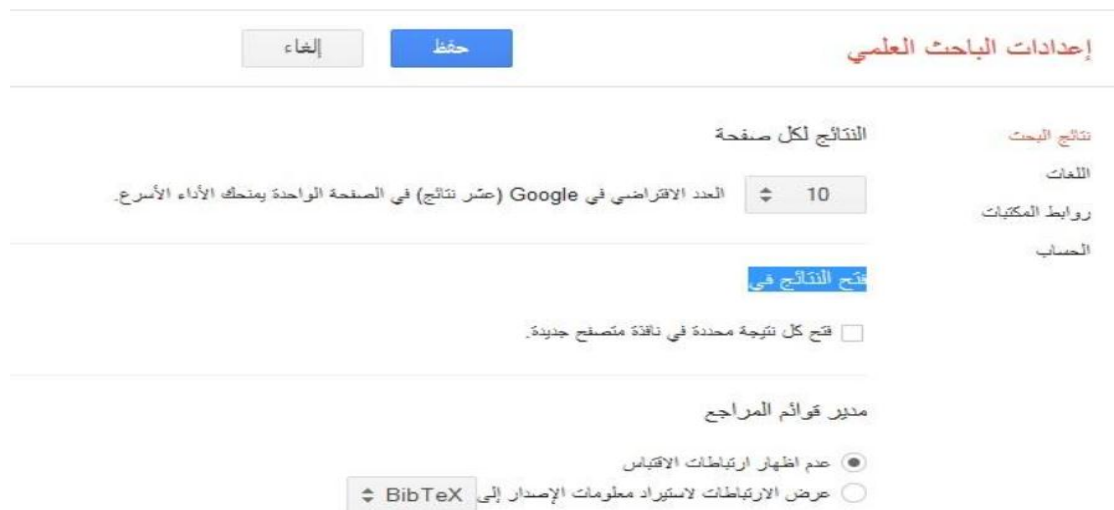 إعدادات الباحث العلمي
حفظ
إلغاء
نتائج البحث
اللغات
روابط المكتبات
الحساب
النتائج لكل صفحة
10
العدد الافتراضي في Google (عشر نتائج) في الصفحة الواحدة يمنحك الأداء الأسرع.
فتح النتائج في
فتح كل نتيجة محددة في نافذة متصفح جديدة.
مدير قوائم المراجع
عدم اظهار ارتباطات الاقتباس
عرض الارتباطات لاستيراد معلومات الإصدار إلى BibTeX